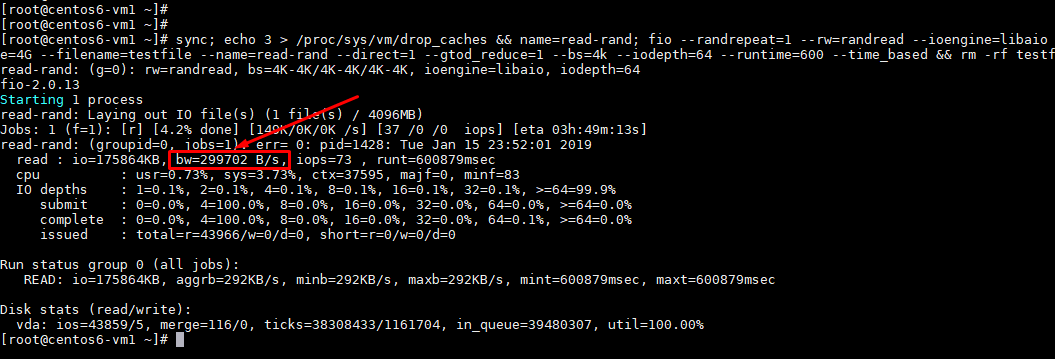 [root@centos6-vm1 ~]#
[root@centos6-vm1 ~]#
[root@centos6-vm1 ~]# sync; echo 3 > /proc/sys/vm/drop_caches && name=read-rand; fio --randrepeat=1 --rw=randread --ioengine=libaio
e=4G --filename=testfile --name=read-rand --direct=1 --gtod_reduce=1 --bs=4k --iodepth=64 --runtime=600 --time_based && rm -rf testf
read-rand: (g=0): rw=randread, bs=4K-4K/4K-4K/4K-4K, ioengine=libaio, iodepth=64
fio-2.0.13
Starting 1 process
read-rand: Laying out IO file(s) (1 file(s) / 4096MB)
Jobs: 1 (f=1): [r] [4.2% done] [149K/0K/0K /s] [37 /0 /0  iops] [eta 03h:49m:13s]
read-rand: (groupid=0, jobs=1): err= 0: pid=1428: Tue Jan 15 23:52:01 2019
  read : io=175864KB, bw=299702 B/s, iops=73 , runt=600879msec
  cpu          : usr=0.73%, sys=3.73%, ctx=37595, majf=0, minf=83
  IO depths    : 1=0.1%, 2=0.1%, 4=0.1%, 8=0.1%, 16=0.1%, 32=0.1%, >=64=99.9%
     submit    : 0=0.0%, 4=100.0%, 8=0.0%, 16=0.0%, 32=0.0%, 64=0.0%, >=64=0.0%
     complete  : 0=0.0%, 4=100.0%, 8=0.0%, 16=0.0%, 32=0.0%, 64=0.1%, >=64=0.0%
     issued    : total=r=43966/w=0/d=0, short=r=0/w=0/d=0
Run status group 0 (all jobs):
   READ: io=175864KB, aggrb=292KB/s, minb=292KB/s, maxb=292KB/s, mint=600879msec, maxt=600879msec
Disk stats (read/write):
  vda: ios=43859/5, merge=116/0, ticks=38308433/1161704, in_queue=39480307, util=100.00%
[root@centos6-vm1 ~]#